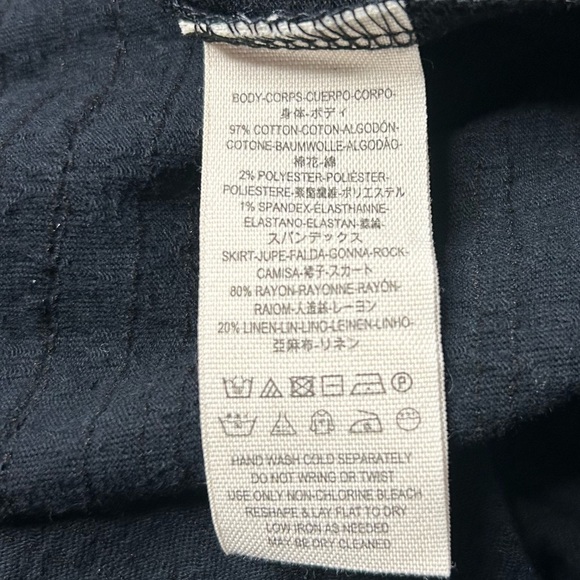 BODY-CORPS-CUERPO-CORPO-
身体-ボディ
97% COTTON-COTON-ALGODÓN-
COTONE-BAUMWOLLE-ALGODÃO-
棉花-綿
2% POLYESTER-POLIÉSTER-
POLIESTERE-聚酯纖維-ポリエステル
1% SPANDEX-ÉLASTHANNE-
ELASTANO-ELASTAN-氨綸-
スパンデックス
SKIRT-JUPE-FALDA-GONNA-ROCK-
CAMISA-裙子-スカート
80% RAYON-RAYONNE-RAYÓN-
RAIOM-人造絲-レーヨン
20% LINEN-LIN-LINO-LEINEN-LINHO-
亞麻布-リネン
HAND WASH COLD SEPARATELY
DO NOT WRING OR TWIST
USE ONLY NON-CHLORINE BLEACH
RESHAPE & LAY FLAT TO DRY
LOW IRON AS NEEDED
MAY BE DRY CLEANED